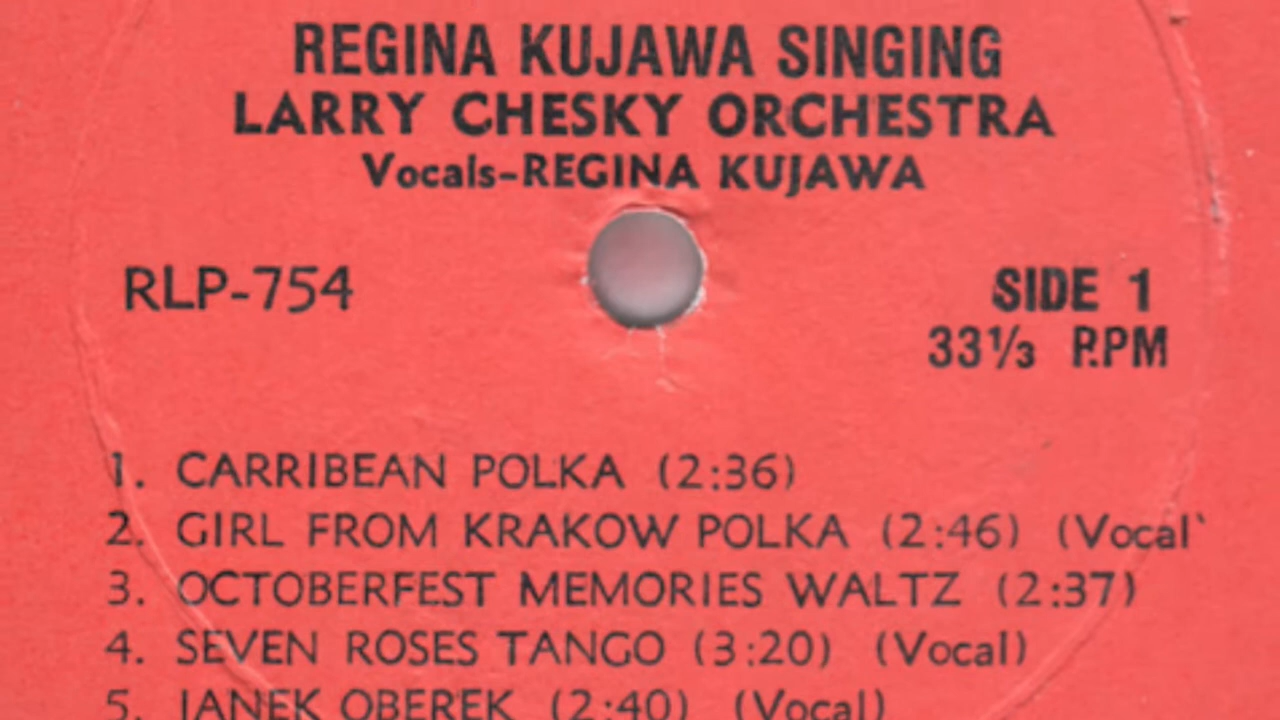 REGINA KUJAWA SINGING
LARRY CHESKY ORCHESTRA
Vocals-REGINA KUJAWA
RLP-754
SIDE 1
33⅓ RPM
1. CARRIBEAN POLKA (2:36)
2. GIRL FROM KRAKOW POLKA (2:46) (Vocal)
3. OCTOBERFEST MEMORIES WALTZ (2:37)
4. SEVEN ROSES TANGO (3:20) (Vocal)
5. JANEK OBEREK (2:40) (Vocal)